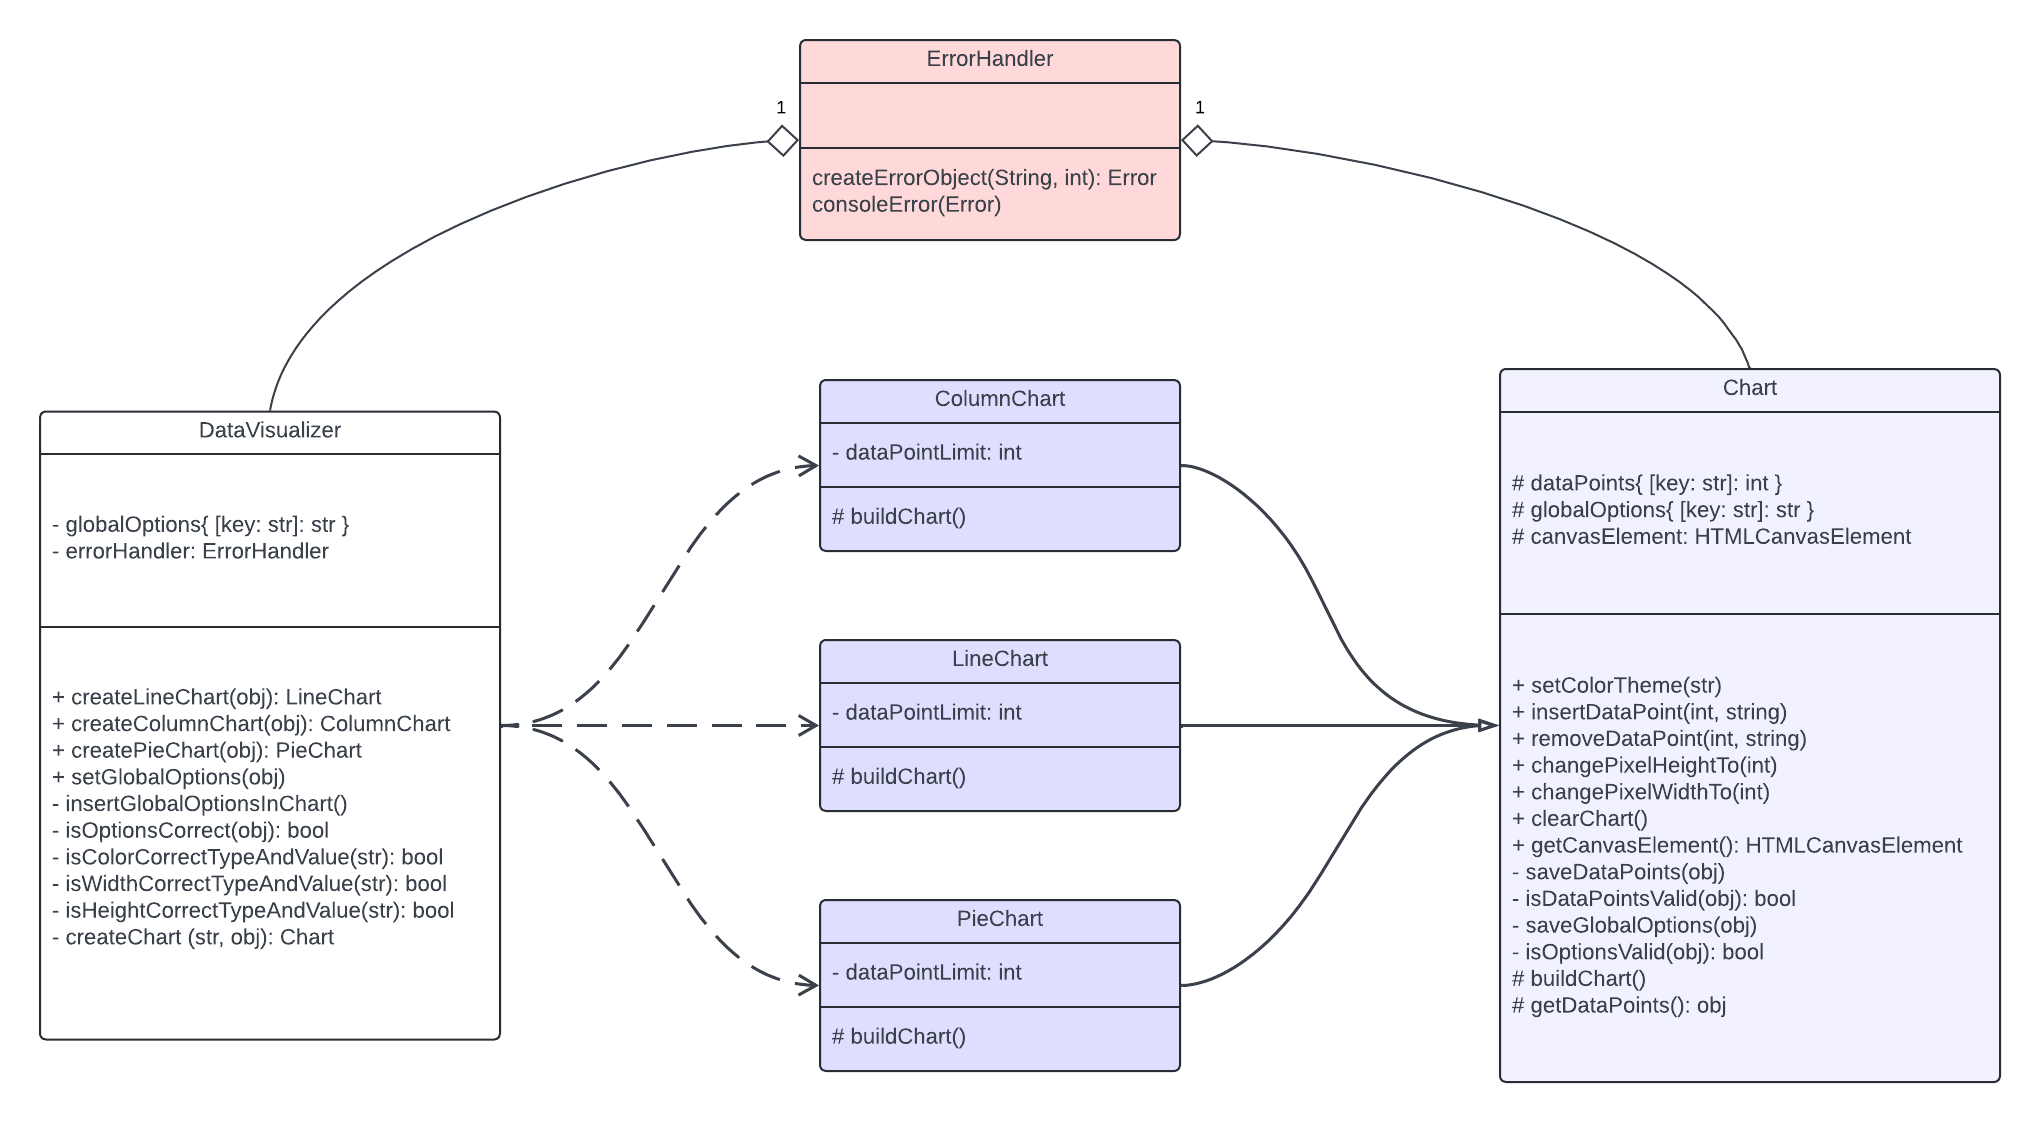 ErrorHandler
1
1
createErrorObject(String, int): Error
consoleError(Error)
DataVisualizer
- globalOptions{ [key: str]: str }
- errorHandler: ErrorHandler
+ createLineChart(obj): LineChart
+ createColumnChart(obj): ColumnChart
+ createPieChart(obj): PieChart
+ setGlobalOptions(obj)
- insertGlobalOptionsInChart()
- isOptionsCorrect(obj): bool
- isColorCorrectTypeAndValue(str): bool
- isWidthCorrectTypeAndValue(str): bool
- isHeightCorrectTypeAndValue(str): bool
- createChart (str, obj): Chart
ColumnChart
- dataPointLimit: int
# buildChart()
LineChart
- dataPointLimit: int
# buildChart()
PieChart
- dataPointLimit: int
# buildChart()
Chart
# dataPoints{ [key: str]: int }
# globalOptions{ [key: str]: str }
# canvasElement: HTMLCanvasElement
+ setColorTheme(str)
+ insertDataPoint(int, string)
+ removeDataPoint(int, string)
+ changePixelHeightTo(int)
+ changePixelWidthTo(int)
+ clearChart()
+ getCanvasElement(): HTMLCanvasElement
- saveDataPoints(obj)
- isDataPointsValid(obj): bool
- saveGlobalOptions(obj)
- isOptionsValid(obj): bool
# buildChart()
# getDataPoints(): obj